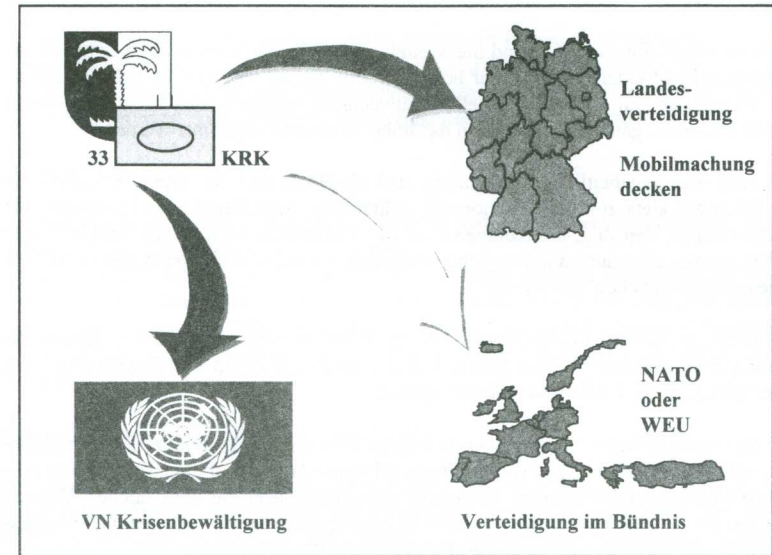 33 KRK
Landes-
verteidigung
Mobilmachung
decken
NATO
oder
WEU
VN Krisenbewältigung
Verteidigung im Bündnis